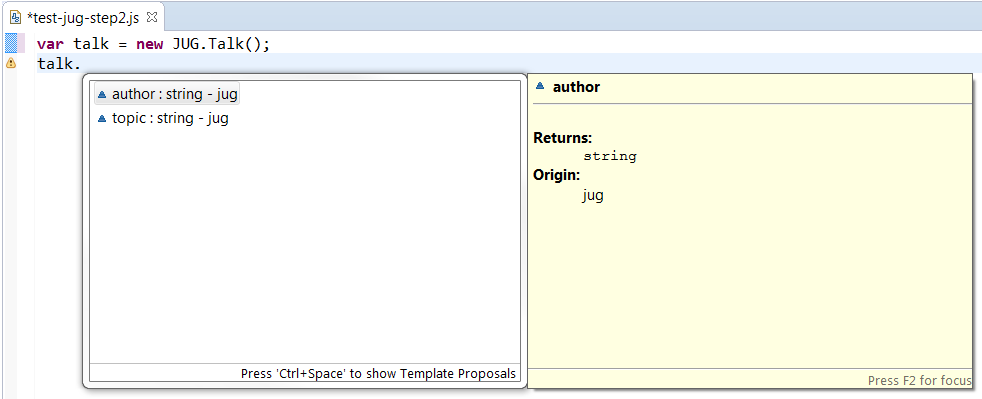 *test-jug-step2.js
var talk = new JUG.Talk();
talk.
author : string - jug
topic : string - jug
Press 'Ctrl+Space' to show Template Proposals
author
Returns:
string
Origin:
jug
Press F2 for focus